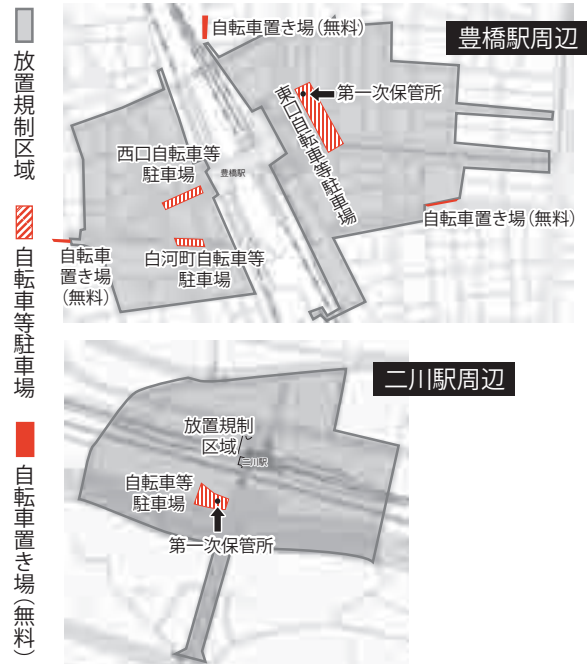 放置規制区域
自転車等駐車場
自転車置き場(無料)
豊橋駅周辺
自転車置き場(無料)
第一次保管所
東口自転車等駐車場
西口自転車等
駐車場
豊橋駅
自転車置き場(無料)
白河町自転車等
駐車場
自転車
置き場
(無料)
二川駅周辺
放置規制
区域
二川駅
自転車等
駐車場
第一次保管所